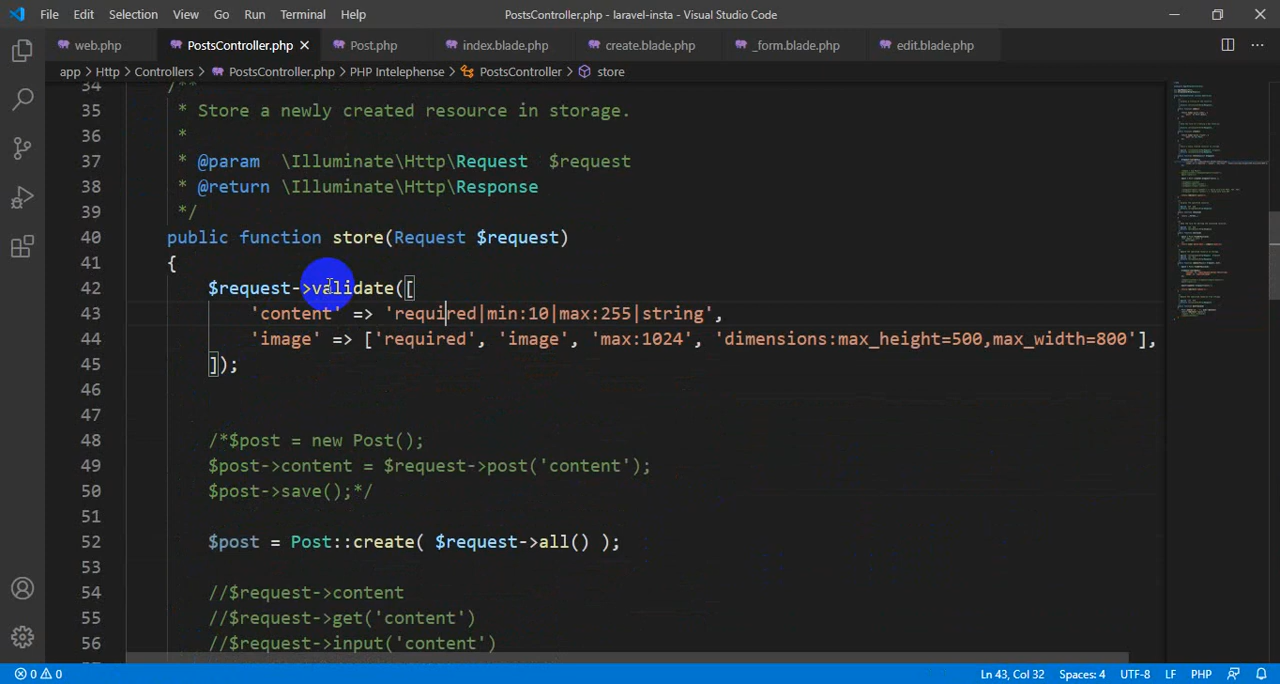 File Edit Selection View Go Run Terminal Help PostsController.php - laravel-insta - Visual Studio Code
web.php PostsController.php Post.php index.blade.php create.blade.php _form.blade.php edit.blade.php
app > Http > Controllers > PostsController.php > PHP Intelephense > PostsController > store
34 /**
35 * Store a newly created resource in storage.
36 *
37 * @param \Illuminate\Http\Request $request
38 * @return \Illuminate\Http\Response
39 */
40 public function store(Request $request)
41 {
42 $request->validate([
43 'content' => 'required|min:10|max:255|string',
44 'image' => ['required', 'image', 'max:1024', 'dimensions:max_height=500,max_width=800'],
45 ]);
46
47
48 /*$post = new Post();
49 $post->content = $request->post('content');
50 $post->save();*/
51
52 $post = Post::create( $request->all() );
53
54 //$request->content
55 //$request->get('content')
56 //$request->input('content')
0 0 Ln 43, Col 32 Spaces: 4 UTF-8 LF PHP